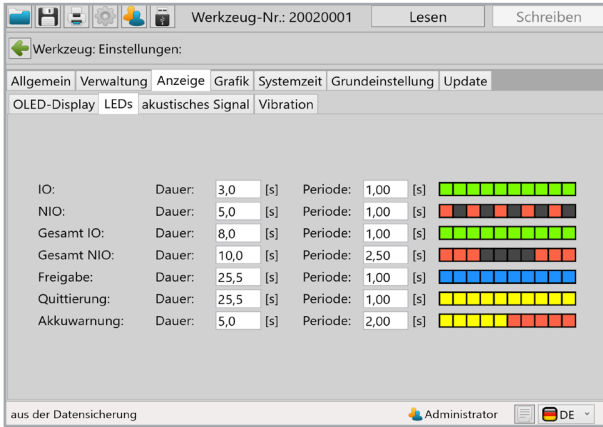 Werkzeug-Nr.: 20020001 Lesen Schreiben
Werkzeug: Einstellungen:
Allgemein Verwaltung Anzeige Grafik Systemzeit Grundeinstellung Update
OLED-Display LEDs akustisches Signal Vibration
IO: Dauer: 3,0 [s] Periode: 1,00 [s]
NIO: Dauer: 5,0 [s] Periode: 1,00 [s]
Gesamt IO: Dauer: 8,0 [s] Periode: 1,00 [s]
Gesamt NIO: Dauer: 10,0 [s] Periode: 2,50 [s]
Freigabe: Dauer: 25,5 [s] Periode: 1,00 [s]
Quittierung: Dauer: 25,5 [s] Periode: 1,00 [s]
Akkuwarnung: Dauer: 5,0 [s] Periode: 2,00 [s]
aus der Datensicherung Administrator DE